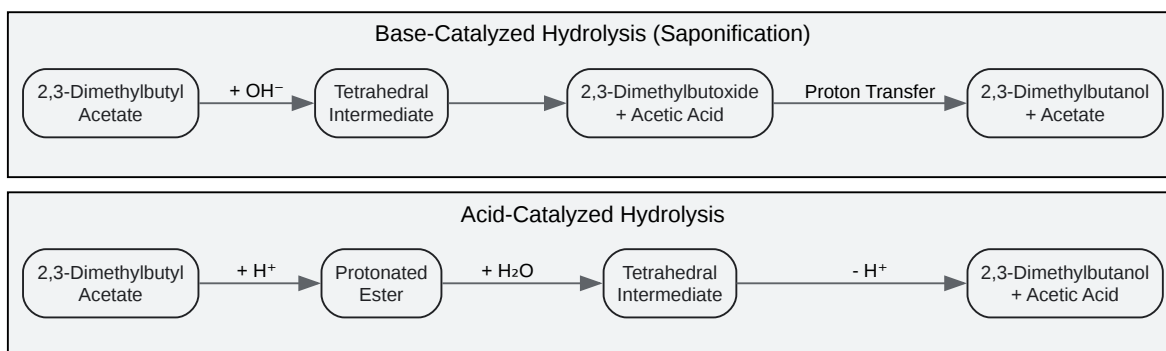 Base-Catalyzed Hydrolysis (Saponification)
2,3-Dimethylbutyl
Acetate
+ OH⁻
Tetrahedral
Intermediate
2,3-Dimethylbutoxide
+ Acetic Acid
Proton Transfer
2,3-Dimethylbutanol
+ Acetate
Acid-Catalyzed Hydrolysis
2,3-Dimethylbutyl
Acetate
+ H⁺
Protonated
Ester
+ H₂O
Tetrahedral
Intermediate
- H⁺
2,3-Dimethylbutanol
+ Acetic Acid